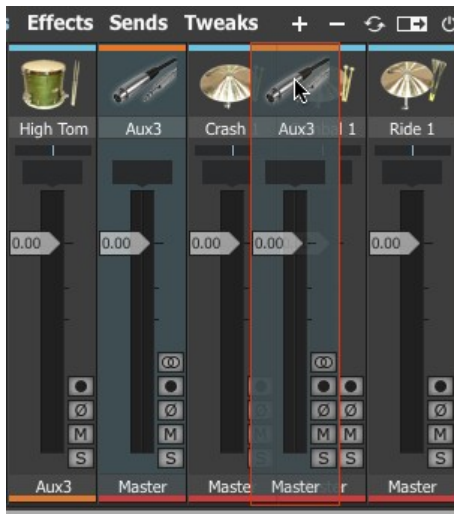 Effects Sends Tweaks + −
High Tom Aux3 Crash 1 Aux3 Ride 1
0.00 0.00 0.00 0.00 0.00
Ø Ø Ø Ø Ø
M M M M M
S S S S S
Aux3 Master Master Master Master